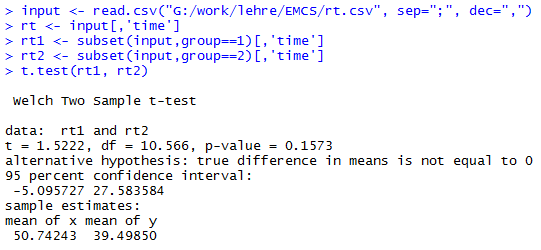 > input <- read.csv("G:/work/lehre/EMCS/rt.csv", sep=";", dec=",")
> rt <- input[,'time']
> rt1 <- subset(input,group==1)[,'time']
> rt2 <- subset(input,group==2)[,'time']
> t.test(rt1, rt2)
Welch Two Sample t-test
data: rt1 and rt2
t = 1.5222, df = 10.566, p-value = 0.1573
alternative hypothesis: true difference in means is not equal to 0
95 percent confidence interval:
-5.095727 27.583584
sample estimates:
mean of x mean of y
50.74243 39.49850